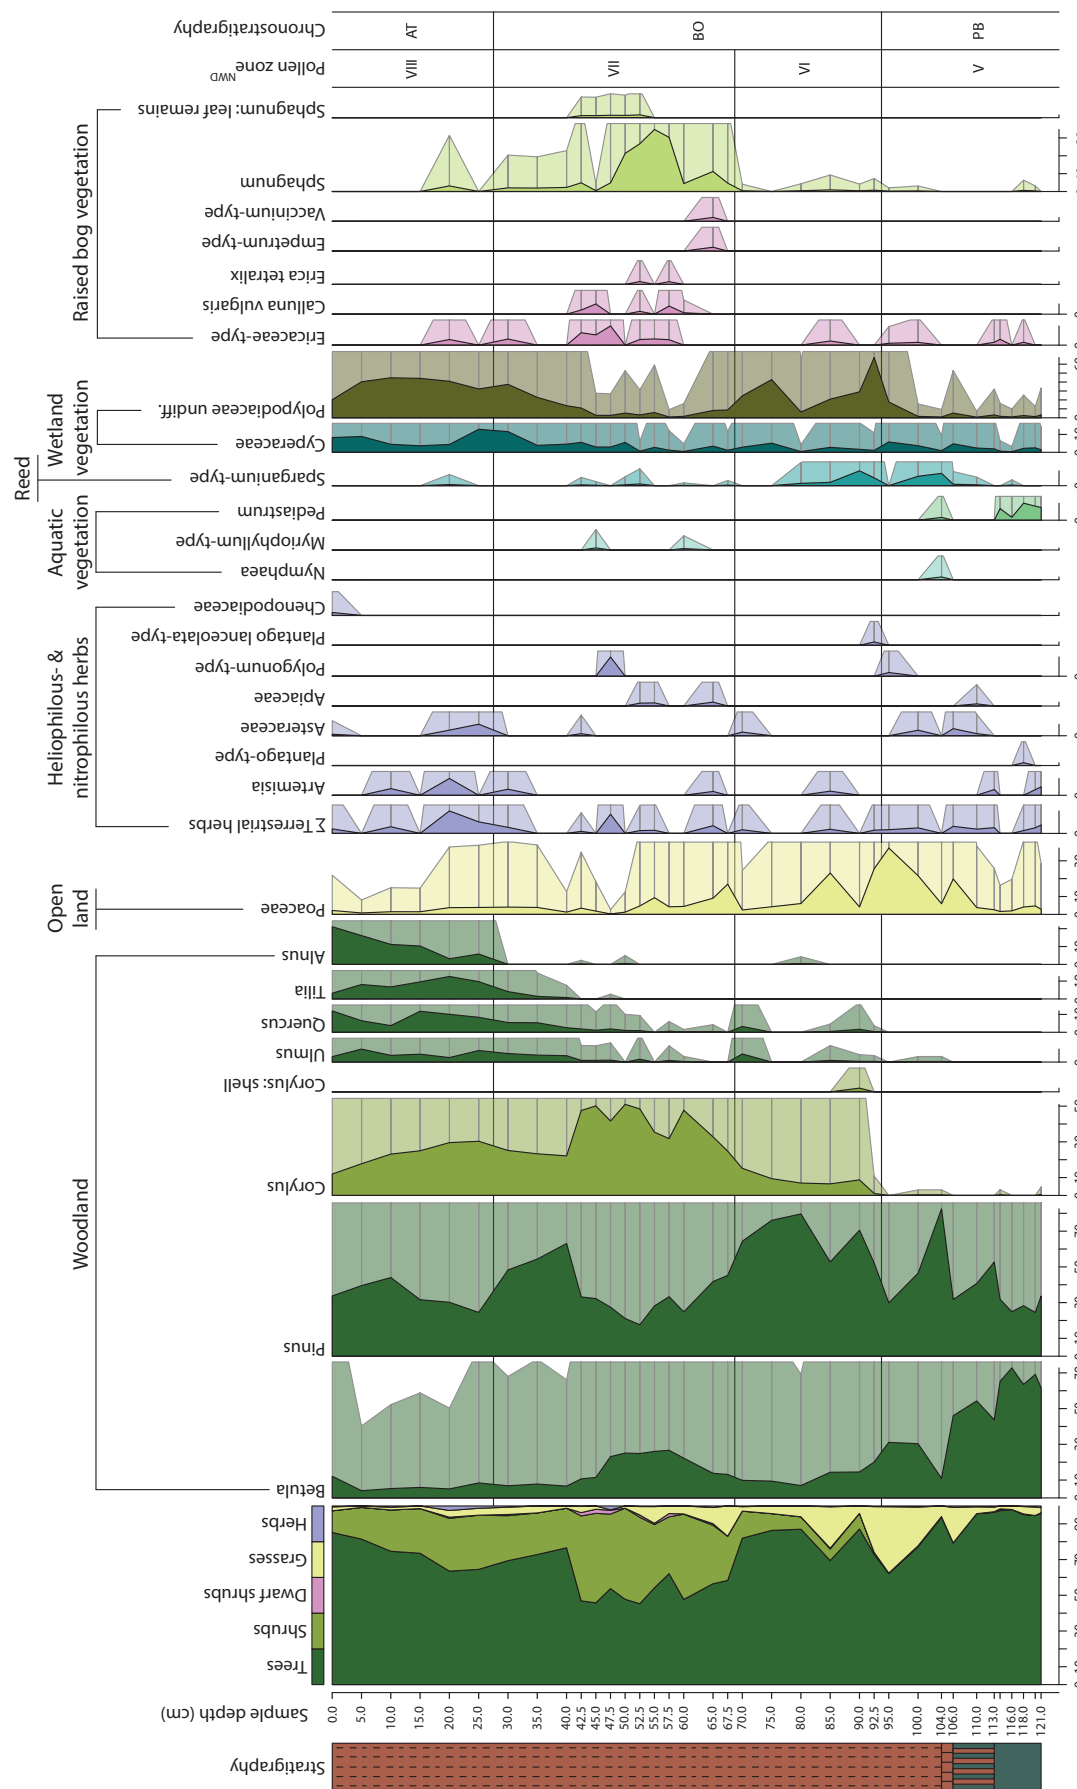 Stratigraphy
Sample depth (cm)
0.0
5.0
10.0
15.0
20.0
25.0
30.0
35.0
40.0
42.5
45.0
47.5
50.0
52.5
55.0
57.5
60.0
65.0
67.5
70.0
75.0
80.0
85.0
90.0
92.5
95.0
100.0
104.0
106.0
110.0
113.0
116.0
118.0
121.0
Trees
Shrubs
Dwarf shrubs
Grasses
Herbs
Woodland
Betula
Pinus
Corylus
Corylus: shell
Ulmus
Quercus
Tilia
Alnus
Open
land
Poaceae
Heliophilous- &
nitrophilous herbs
Σ Terrestrial herbs
Artemisia
Plantago-type
Asteraceae
Apiaceae
Polygonum-type
Plantago lanceolata-type
Chenopodiaceae
Aquatic
vegetation
Nymphaea
Myriophyllum-type
Pediastrum
Reed
Sparganium-type
Wetland
vegetation
Cyperaceae
Polypodiaceae undiff.
Raised bog vegetation
Ericaceae-type
Calluna vulgaris
Erica tetralix
Empetrum-type
Vaccinium-type
Sphagnum
Sphagnum: leaf remains
Pollen zone NWD
VIII
VII
VI
V
Chronostratigraphy
AT
BO
PB